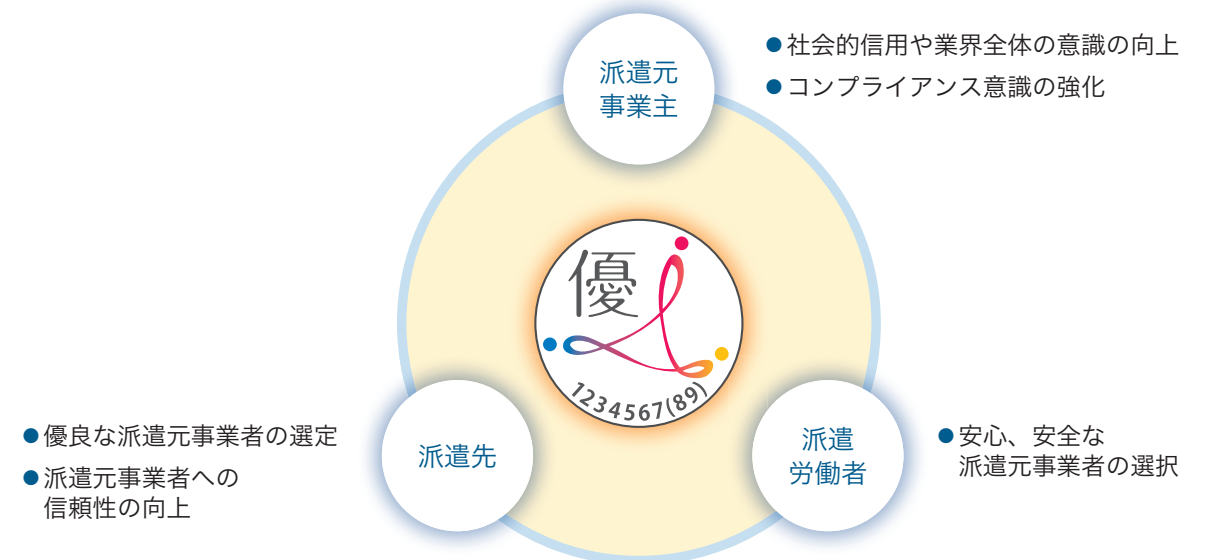 派遣元
事業主
●社会的信用や業界全体の意識の向上
●コンプライアンス意識の強化
優
1234567(89)
派遣先
●優良な派遣元事業者の選定
●派遣元事業者への
信頼性の向上
派遣
労働者
●安心、安全な
派遣元事業者の選択